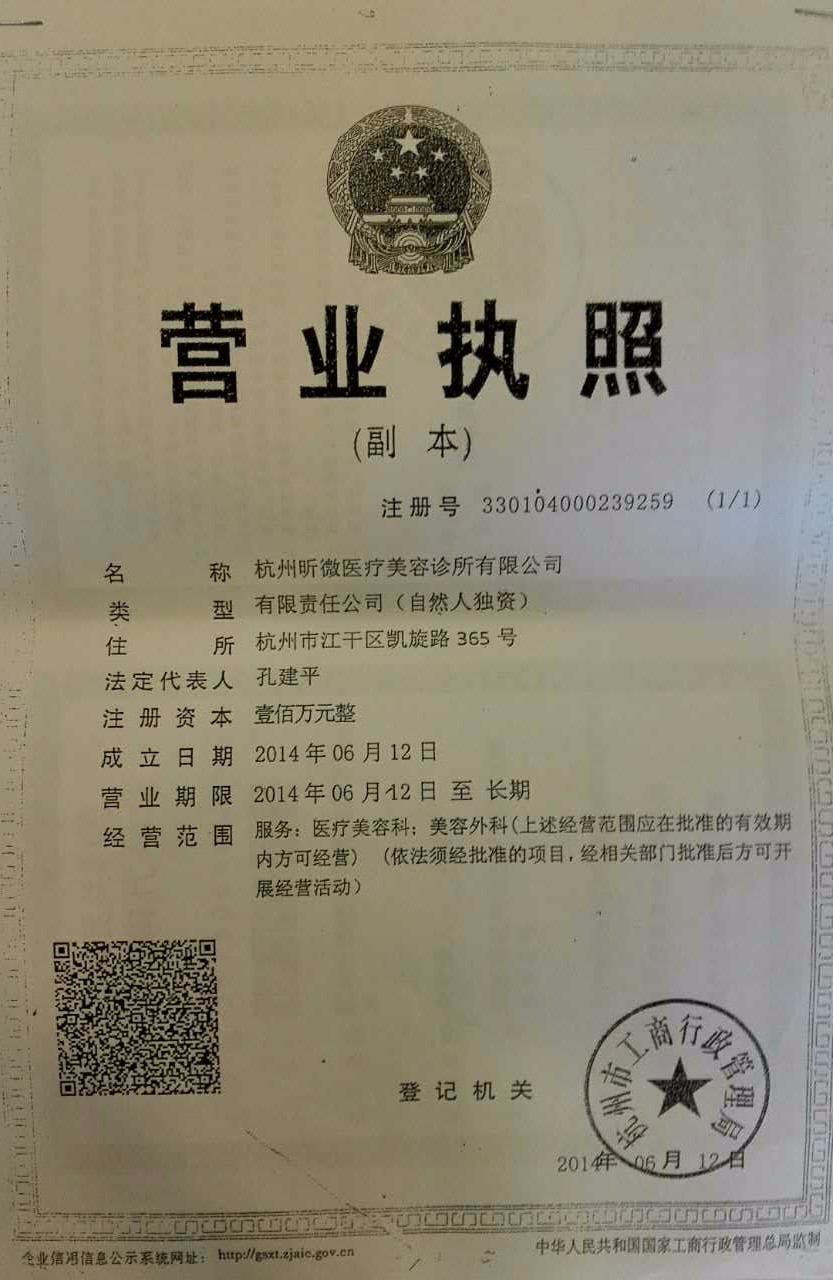 营业执照
(副 本)
注册号 330104000239259 (1/1)
名称 杭州昕微医疗美容诊所有限公司
类型 有限责任公司（自然人独资）
住所 杭州市江干区凯旋路 365 号
法定代表人 孔建平
注册资本 壹佰万元整
成立日期 2014 年 06 月 12 日
营业期限 2014 年 06 月 12 日 至 长期
经营范围 服务：医疗美容科；美容外科(上述经营范围应在批准的有效期
内方可经营) (依法须经批准的项目，经相关部门批准后方可开
展经营活动）
杭州市工商行政管理局
登记机关
2014年 06月 12日
企业信用信息公示系统网址： http://gsxt.zjaic.gov.cn
中华人民共和国国家工商行政管理总局监制